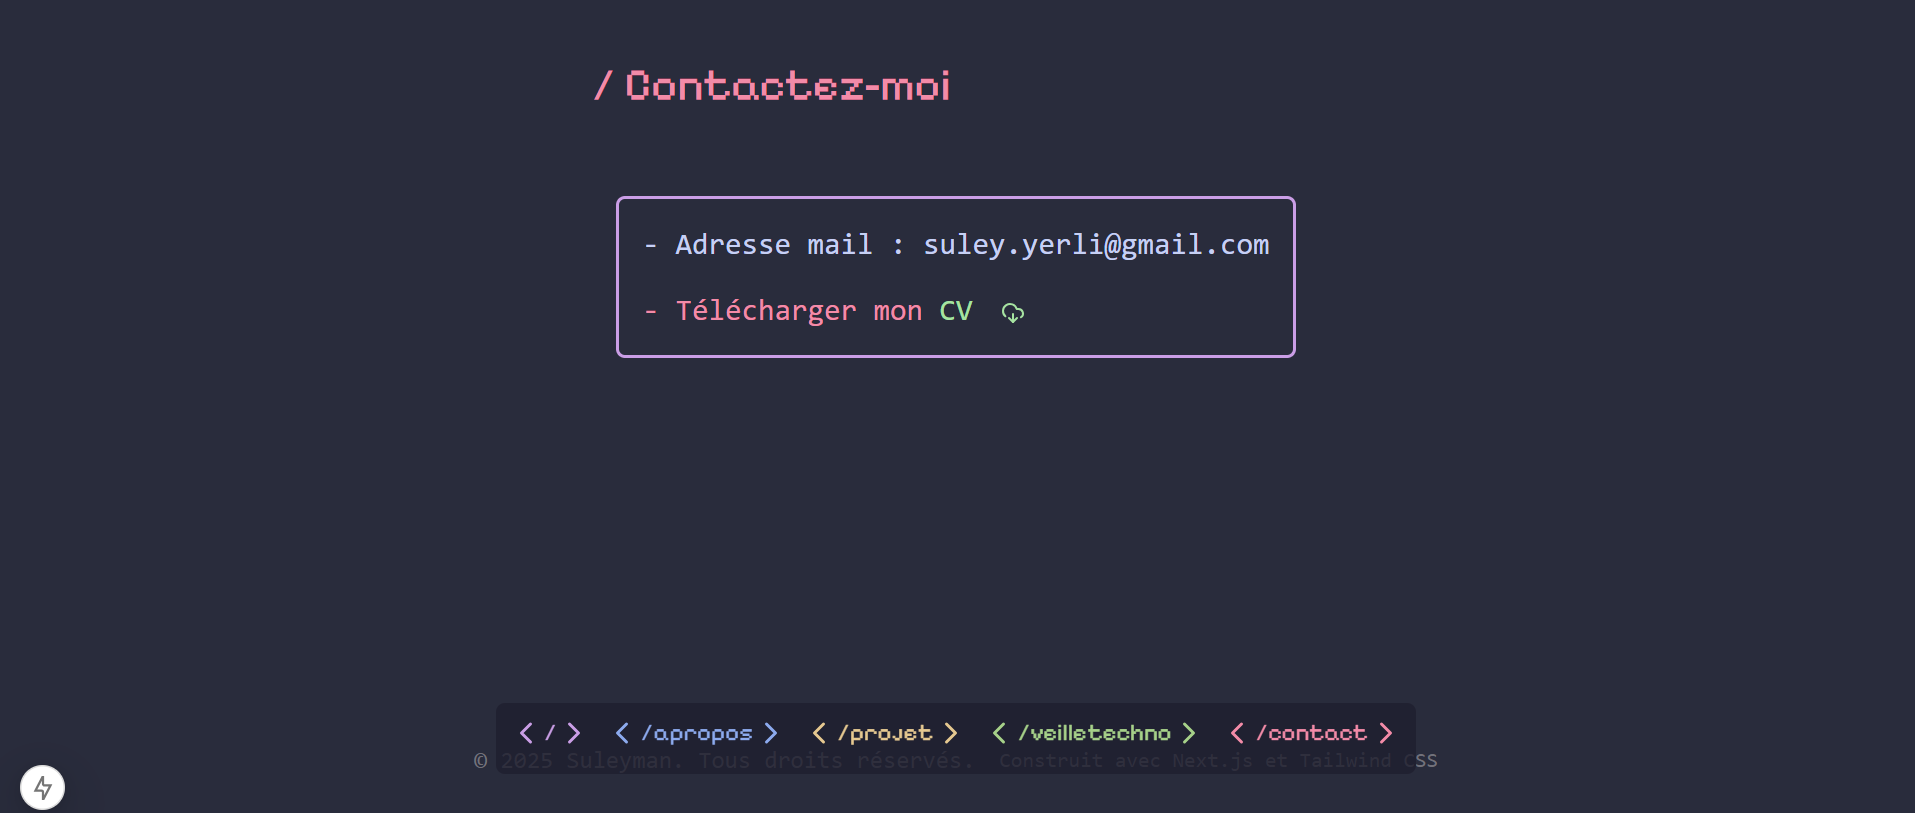 / Contactez-moi
- Adresse mail : suley.yerli@gmail.com
- Télécharger mon CV
< / > < /apropos > < /projet > < /veilletechno > < /contact >
© 2025 Suleyman. Tous droits réservés. Construit avec Next.js et Tailwind CSS